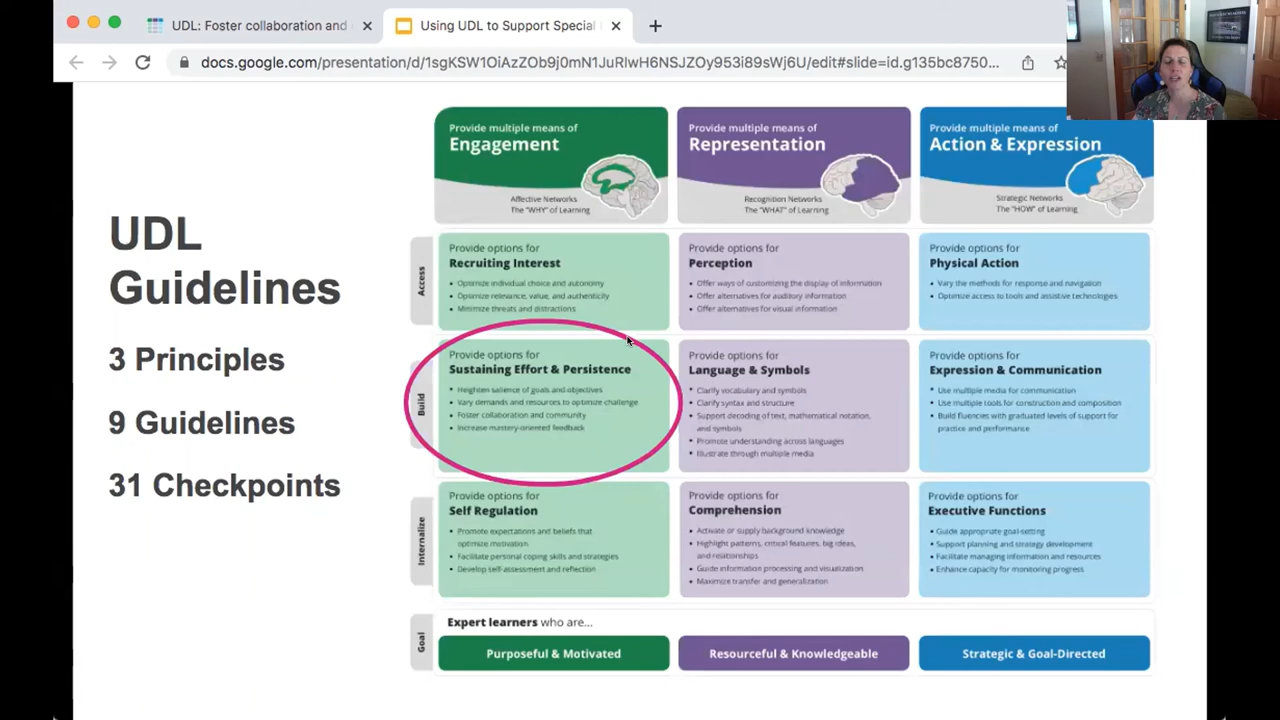 UDL: Foster collaboration and
Using UDL to Support Special
docs.google.com/presentation/d/1sgKSW1OiAzZOb9j0mN1JuRlwH6NSJZOy953i89sWj6U/edit#slide=id.g135bc8750...
UDL
Guidelines
3 Principles
9 Guidelines
31 Checkpoints
Provide multiple means of
Engagement
Affective Networks
The "WHY" of Learning
Provide multiple means of
Representation
Recognition Networks
The "WHAT" of Learning
Provide multiple means of
Action & Expression
Strategic Networks
The "HOW" of Learning
Access
Provide options for
Recruiting Interest
• Optimize individual choice and autonomy
• Optimize relevance, value, and authenticity
• Minimize threats and distractions
Provide options for
Perception
• Offer ways of customizing the display of information
• Offer alternatives for auditory information
• Offer alternatives for visual information
Provide options for
Physical Action
• Vary the methods for response and navigation
• Optimize access to tools and assistive technologies
Build
Provide options for
Sustaining Effort & Persistence
• Heighten salience of goals and objectives
• Vary demands and resources to optimize challenge
• Foster collaboration and community
• Increase mastery-oriented feedback
Provide options for
Language & Symbols
• Clarify vocabulary and symbols
• Clarify syntax and structure
• Support decoding of text, mathematical notation,
and symbols
• Promote understanding across languages
• Illustrate through multiple media
Provide options for
Expression & Communication
• Use multiple media for communication
• Use multiple tools for construction and composition
• Build fluencies with graduated levels of support for
practice and performance
Internalize
Provide options for
Self Regulation
• Promote expectations and beliefs that
optimize motivation
• Facilitate personal coping skills and strategies
• Develop self-assessment and reflection
Provide options for
Comprehension
• Activate or supply background knowledge
• Highlight patterns, critical features, big ideas,
and relationships
• Guide information processing and visualization
• Maximize transfer and generalization
Provide options for
Executive Functions
• Guide appropriate goal-setting
• Support planning and strategy development
• Facilitate managing information and resources
• Enhance capacity for monitoring progress
Goal
Expert learners who are...
Purposeful & Motivated
Resourceful & Knowledgeable
Strategic & Goal-Directed